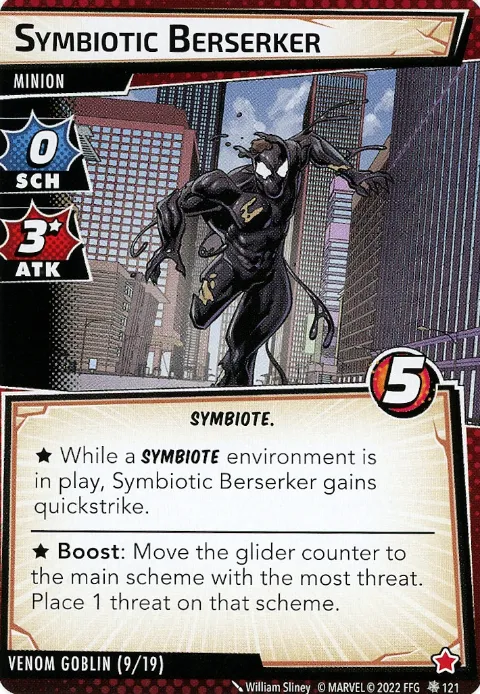 SYMBIOTIC BERSERKER
MINION
0
SCH
3*
ATK
5
SYMBIOTE.
★ While a SYMBIOTE environment is
in play, Symbiotic Berserker gains
quickstrike.
★ Boost: Move the glider counter to
the main scheme with the most threat.
Place 1 threat on that scheme.
VENOM GOBLIN (9/19)
William Sliney © MARVEL © 2022 FFG 121